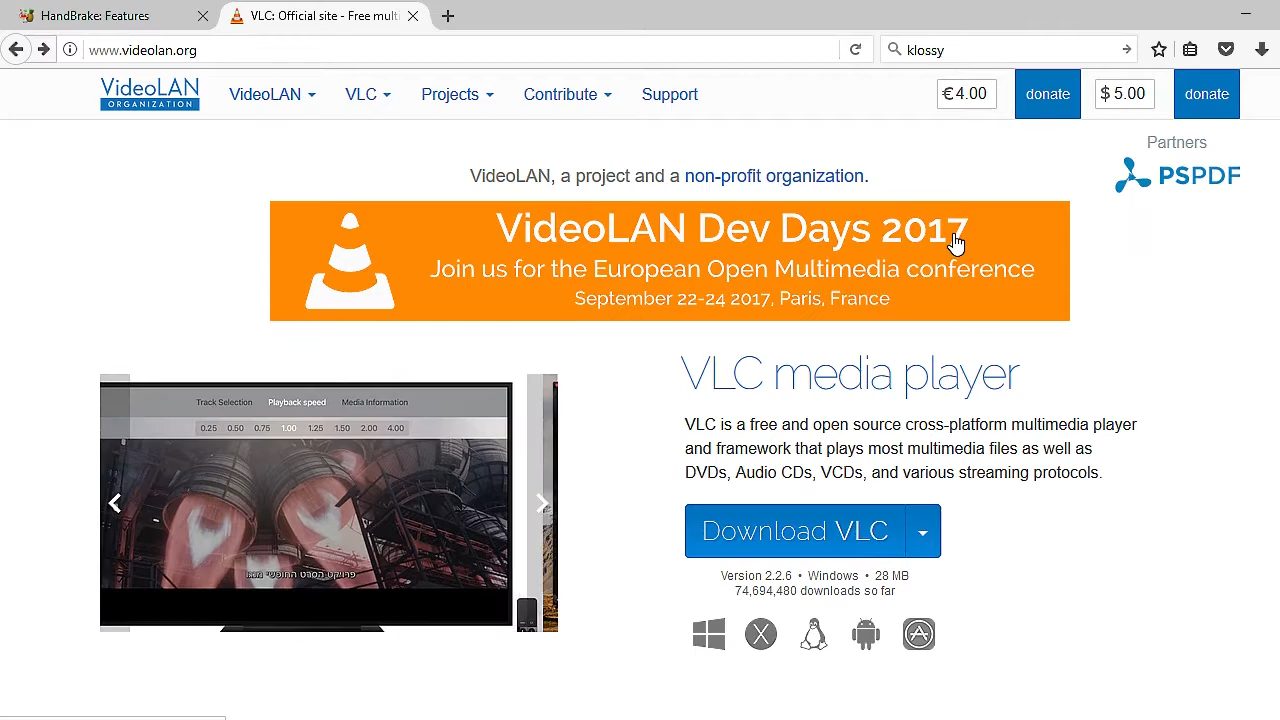 HandBrake: Features
VLC: Official site - Free mult
www.videolan.org
klossy
VideoLAN
ORGANIZATION
VideoLAN
VLC
Projects
Contribute
Support
€ 4.00
donate
$ 5.00
donate
Partners
PSPDF
VideoLAN, a project and a non-profit organization.
VideoLAN Dev Days 2017
Join us for the European Open Multimedia conference
September 22-24 2017, Paris, France
Track Selection Playback speed Media Information
0.25 0.50 0.75 1.00 1.25 1.50 2.00 4.00
פרויקט הסרט החופשי מאגו
VLC media player
VLC is a free and open source cross-platform multimedia player
and framework that plays most multimedia files as well as
DVDs, Audio CDs, VCDs, and various streaming protocols.
Download VLC
Version 2.2.6 • Windows • 28 MB
74,694,480 downloads so far